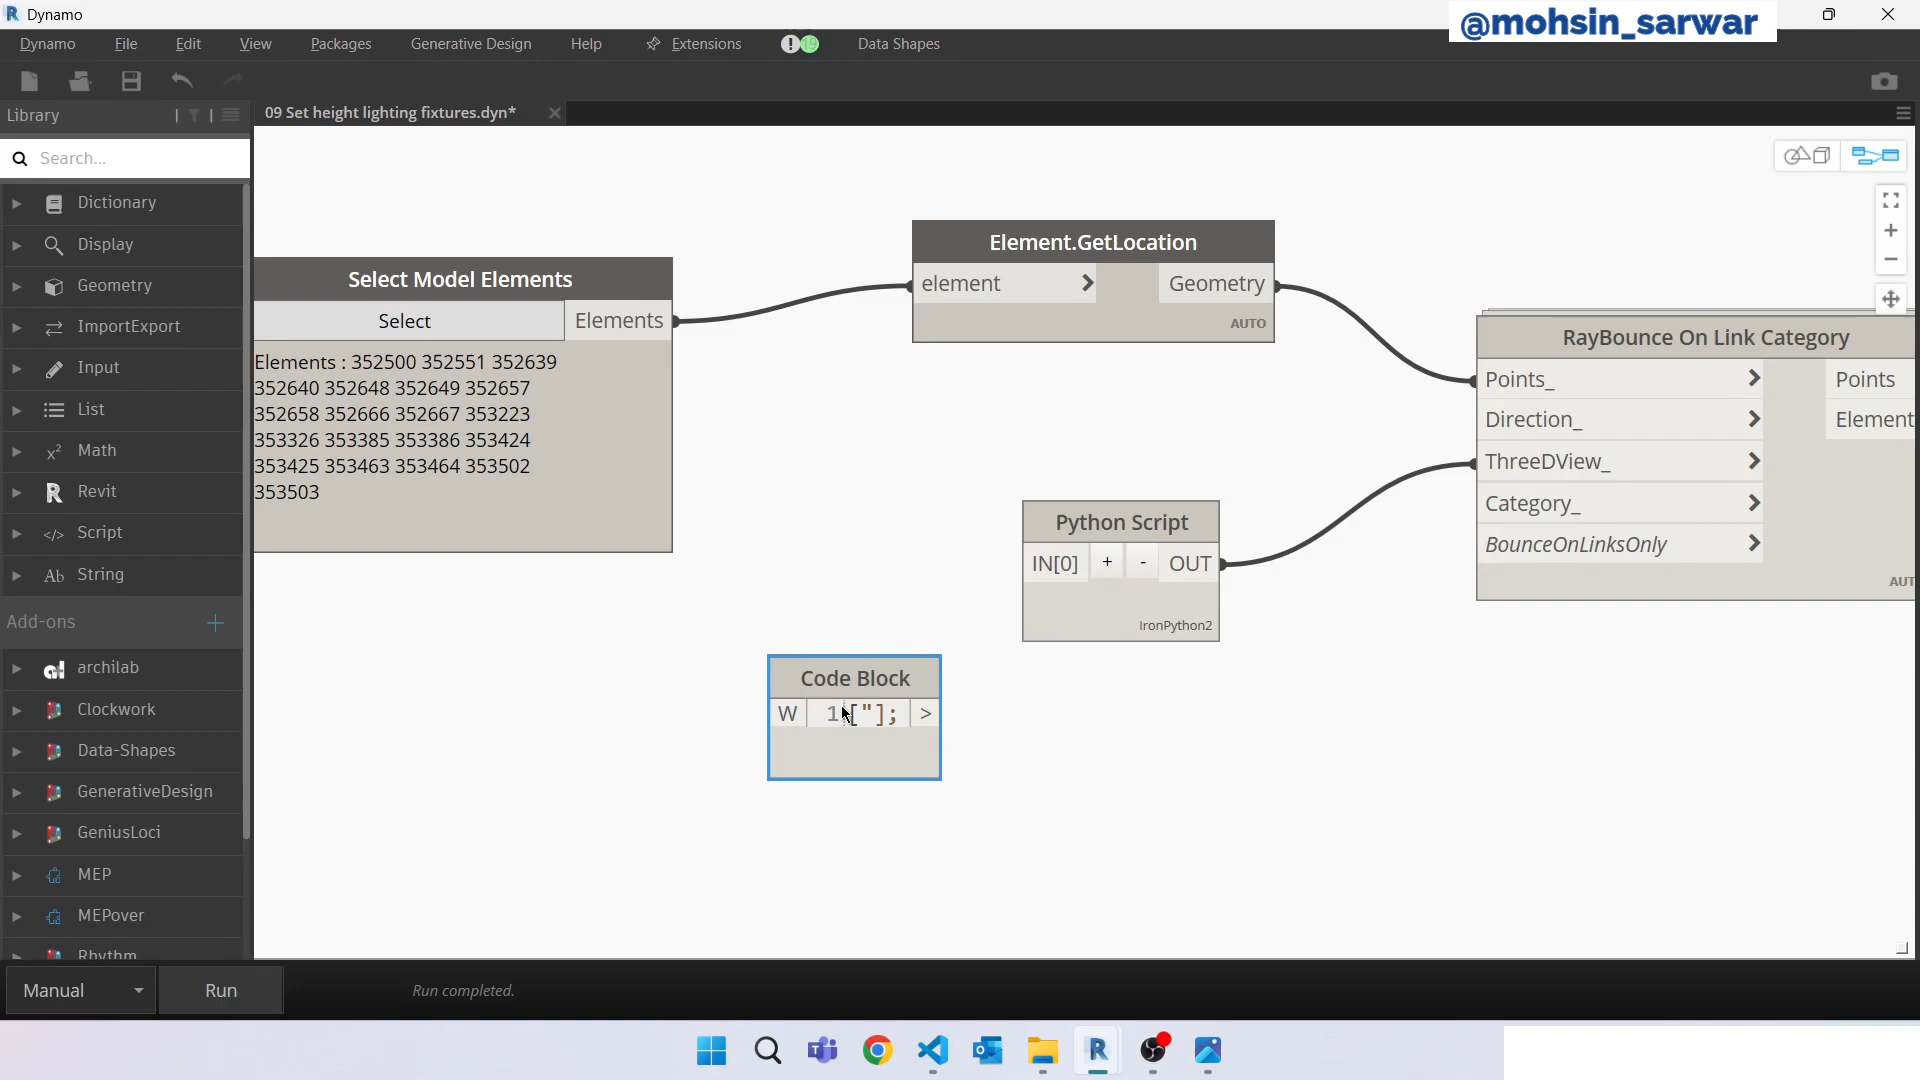 Dynamo
@mohsin_sarwar
Dynamo File Edit View Packages Generative Design Help Extensions Data Shapes
Library
09 Set height lighting fixtures.dyn*
Search...
Dictionary
Display
Geometry
ImportExport
Input
List
Math
Revit
Script
Ab String
Add-ons
archilab
Clockwork
Data-Shapes
GenerativeDesign
GeniusLoci
MEP
MEPover
Rhythm
Select Model Elements
Select Elements
Elements : 352500 352551 352639
352640 352648 352649 352657
352658 352666 352667 353223
353326 353385 353386 353424
353425 353463 353464 353502
353503
Element.GetLocation
element > Geometry
AUTO
RayBounce On Link Category
Points_ > Points
Direction_ > Element
ThreeDView_ >
Category_ >
BounceOnLinksOnly >
AUT
Python Script
IN[0] + - OUT
IronPython2
Code Block
W 1 ["]; >
Manual Run Run completed.